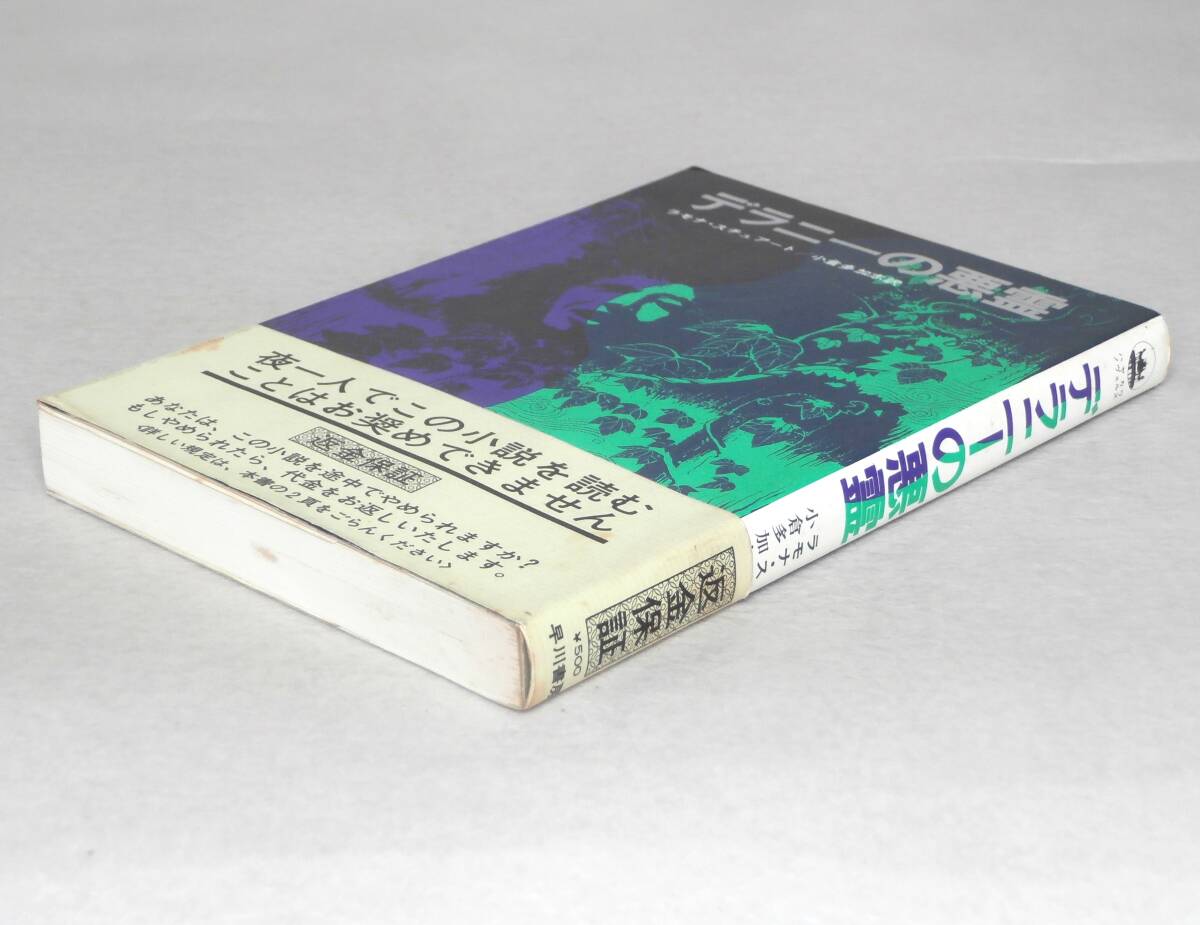 デラニーの悪霊
ラモナ・スチュアート 小倉多加志訳
夜一人でこの小説を読む
ことはお奨めできません
返金保証
あなたは、この小説を途中でやめられますか?
もしやめられたら、代金をお返しいたします。
〈詳しい規定は、本書の2頁をごらんください〉
デラニーの悪霊
ラモナ・ス
小倉多加
返金保証
¥500
早川書房